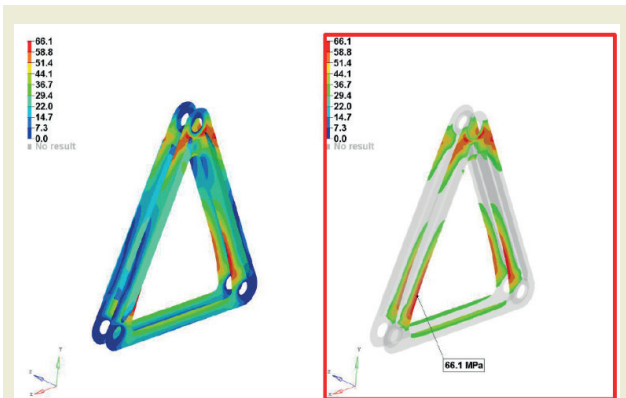 66.1
58.8
51.4
44.1
36.7
29.4
22.0
14.7
7.3
0.0
No result
Y
Z
X
66.1
58.8
51.4
44.1
36.7
29.4
22.0
14.7
7.3
0.0
No result
66.1 MPa
Y
Z
X